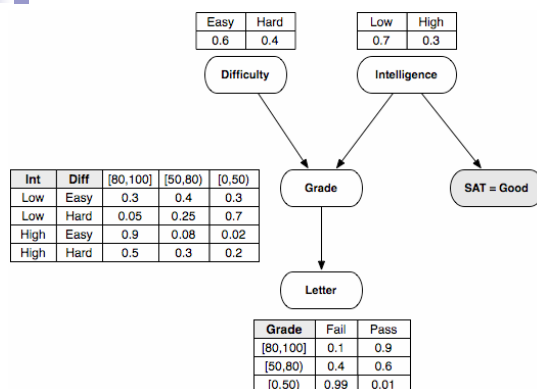 Easy Hard
0.6 0.4
Low High
0.7 0.3
Difficulty
Intelligence
Int Diff [80,100] [50,80) [0,50)
Low Easy 0.3 0.4 0.3
Low Hard 0.05 0.25 0.7
High Easy 0.9 0.08 0.02
High Hard 0.5 0.3 0.2
Grade
SAT = Good
Letter
Grade Fail Pass
[80,100] 0.1 0.9
[50,80) 0.4 0.6
[0,50) 0.99 0.01